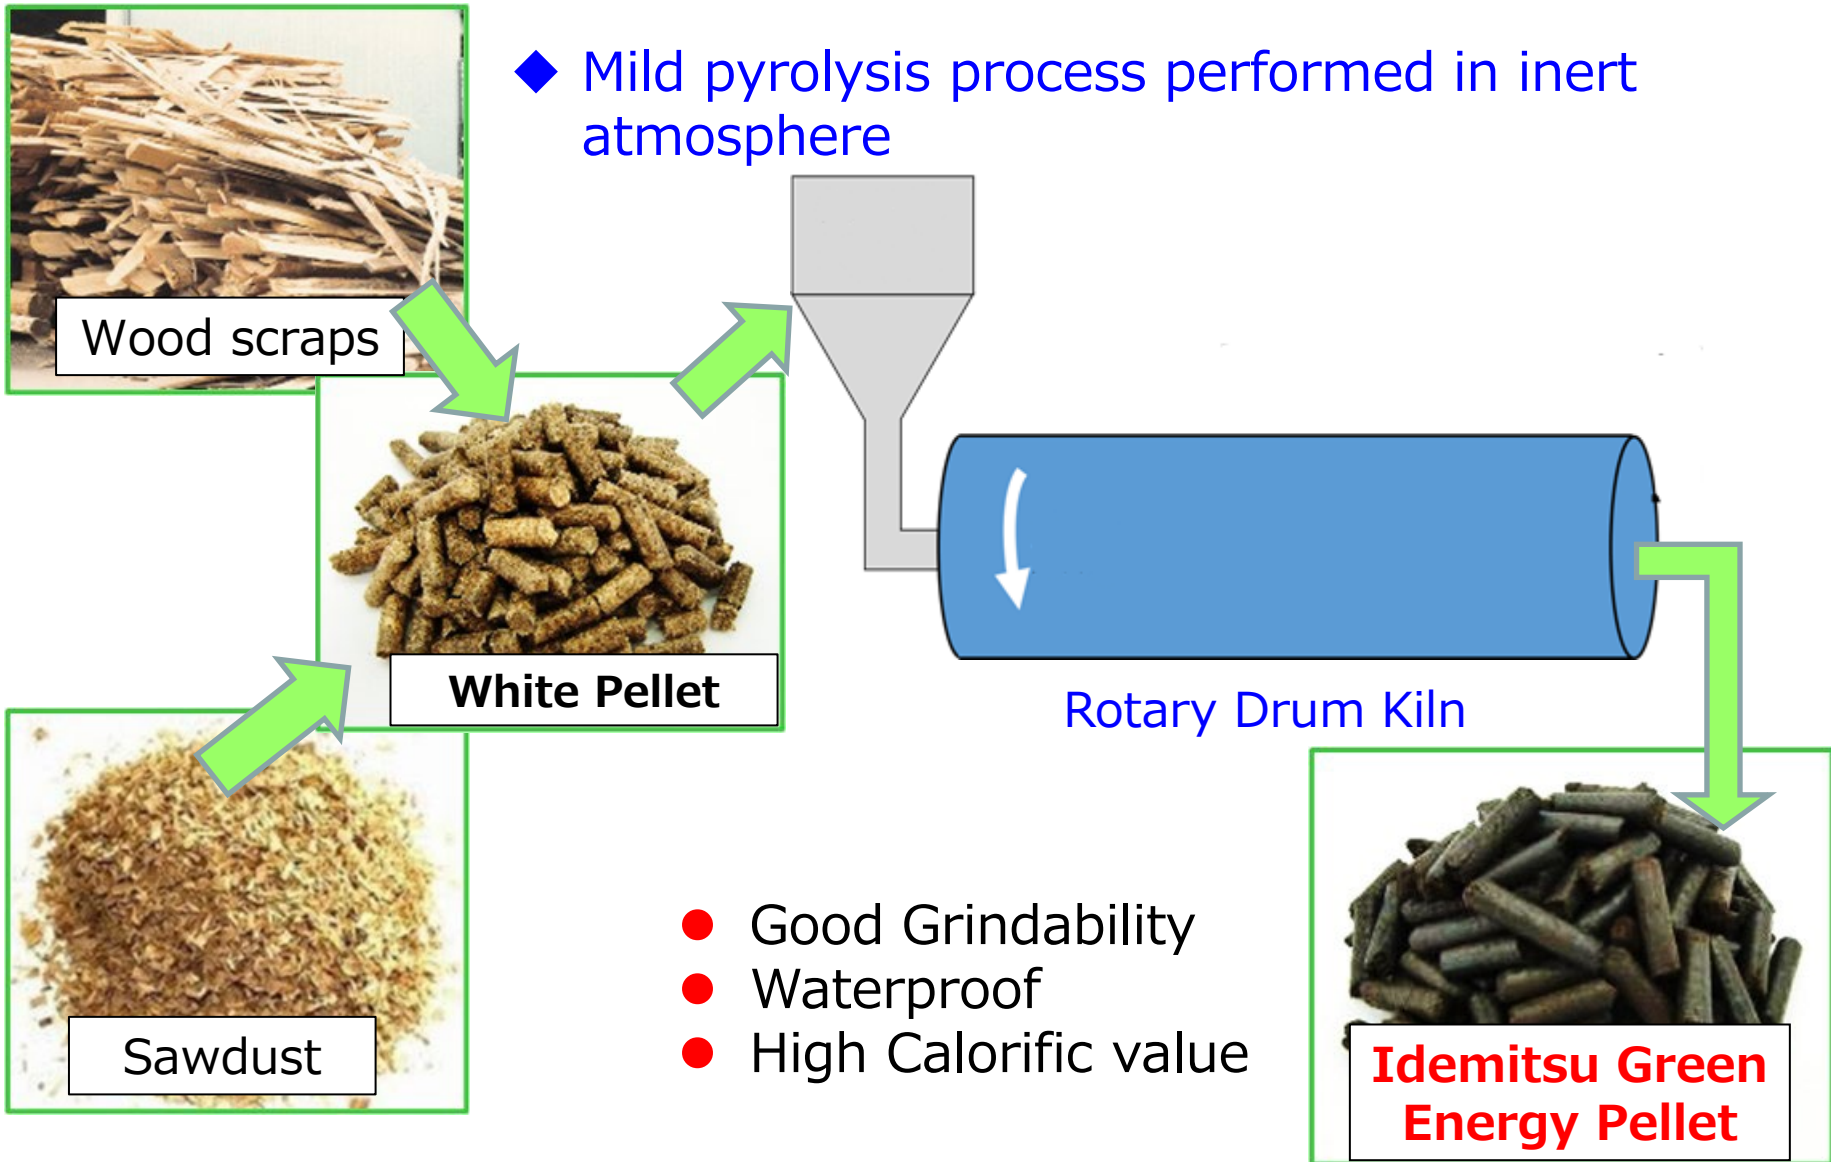 ◆ Mild pyrolysis process performed in inert
atmosphere
Wood scraps
White Pellet
Sawdust
Rotary Drum Kiln
● Good Grindability
● Waterproof
● High Calorific value
Idemitsu Green
Energy Pellet